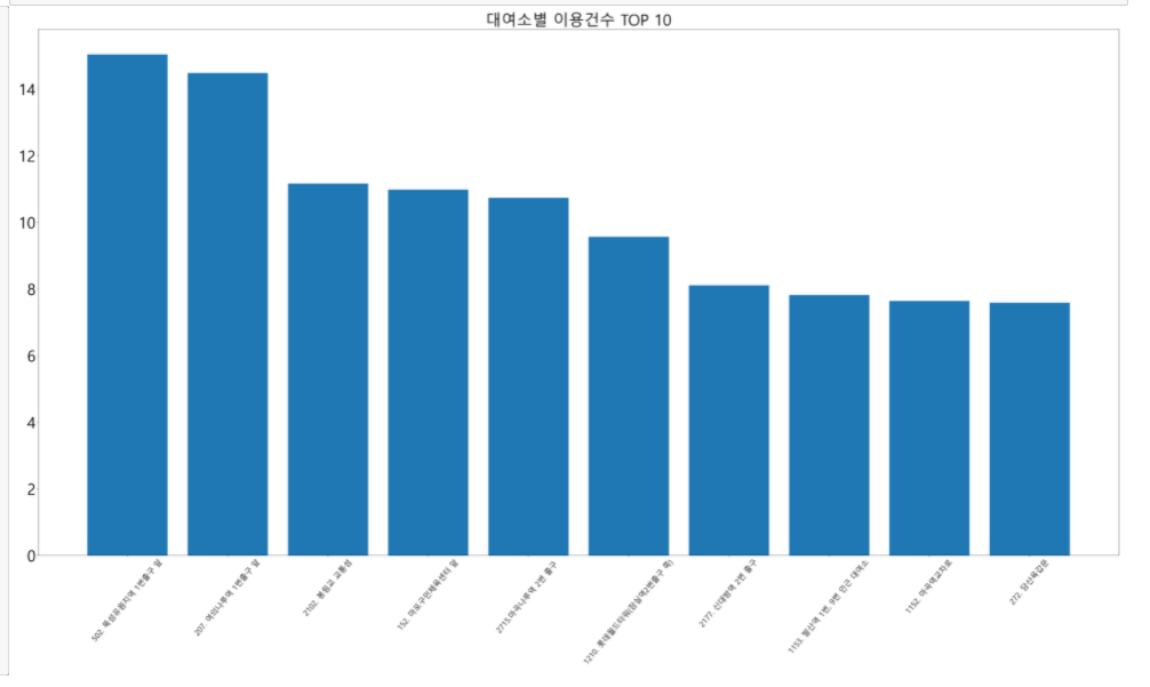 대여소별 이용건수 TOP 10
14
12
10
8
6
4
2
0
502. 뚝섬유원지역 1번출구 앞
207. 여의나루역 1번출구 앞
2102. 봉림교 교통섬
152. 마포구민체육센터 앞
2715.마곡나루역 2번 출구
1210. 롯데월드타워(잠실역2번출구 쪽)
2177. 신대방역 2번 출구
1153. 발산역 1번, 9번 인근 대여소
1152. 마곡역교차로
272. 당산육갑문